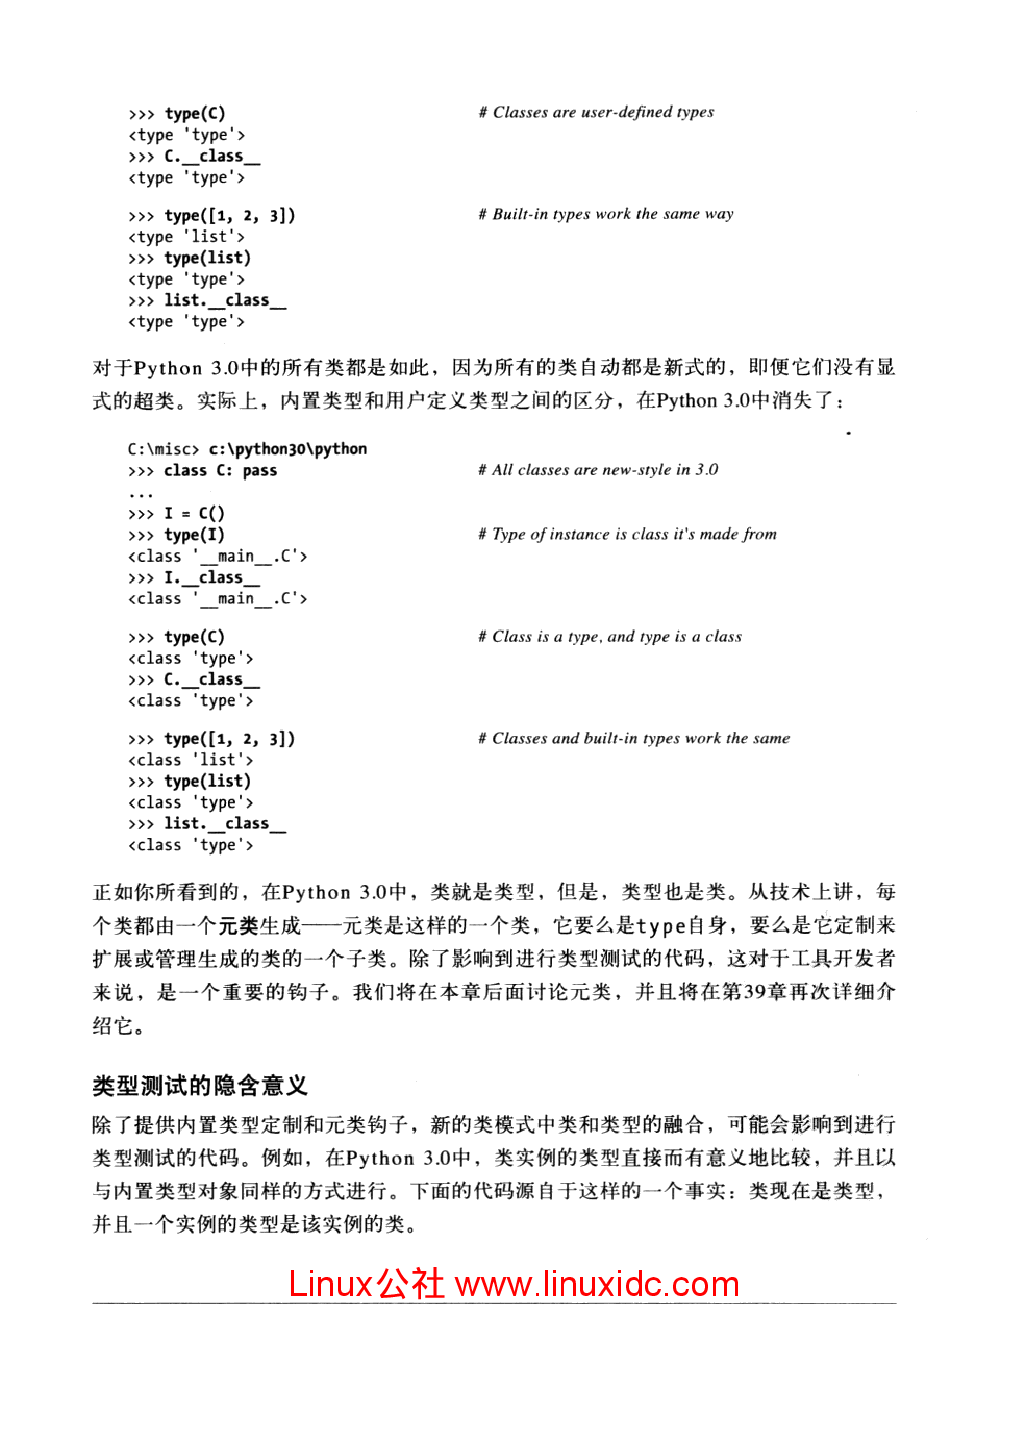 >>> type(C)                                # Classes are user-defined types
<type 'type'>
>>> C.__class__
<type 'type'>
>>> type([1, 2, 3])                        # Built-in types work the same way
<type 'list'>
>>> type(list)
<type 'type'>
>>> list.__class__
<type 'type'>
对于Python 3.0中的所有类都是如此，因为所有的类自动都是新式的，即便它们没有显
式的超类。实际上，内置类型和用户定义类型之间的区分，在Python 3.0中消失了：
C:\misc> c:\python30\python
>>> class C: pass                          # All classes are new-style in 3.0
...
>>> I = C()
>>> type(I)                                # Type of instance is class it's made from
<class '__main__.C'>
>>> I.__class__
<class '__main__.C'>
>>> type(C)                                # Class is a type, and type is a class
<class 'type'>
>>> C.__class__
<class 'type'>
>>> type([1, 2, 3])                        # Classes and built-in types work the same
<class 'list'>
>>> type(list)
<class 'type'>
>>> list.__class__
<class 'type'>
正如你所看到的，在Python 3.0中，类就是类型，但是，类型也是类。从技术上讲，每
个类都由一个元类生成——元类是这样的一个类，它要么是type自身，要么是它定制来
扩展或管理生成的类的一个子类。除了影响到进行类型测试的代码，这对于工具开发者
来说，是一个重要的钩子。我们将在本章后面讨论元类，并且将在第39章再次详细介
绍它。
类型测试的隐含意义
除了提供内置类型定制和元类钩子，新的类模式中类和类型的融合，可能会影响到进行
类型测试的代码。例如，在Python 3.0中，类实例的类型直接而有意义地比较，并且以
与内置类型对象同样的方式进行。下面的代码源自于这样的一个事实：类现在是类型，
并且一个实例的类型是该实例的类。
Linux公社 www.linuxidc.com